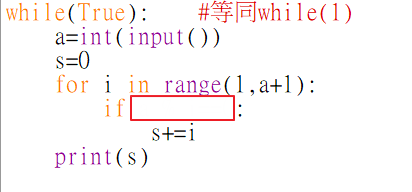 while(True):    #等同while(1)
    a=int(input())
    s=0
    for i in range(1,a+1):
        if        :
            s+=i
    print(s)